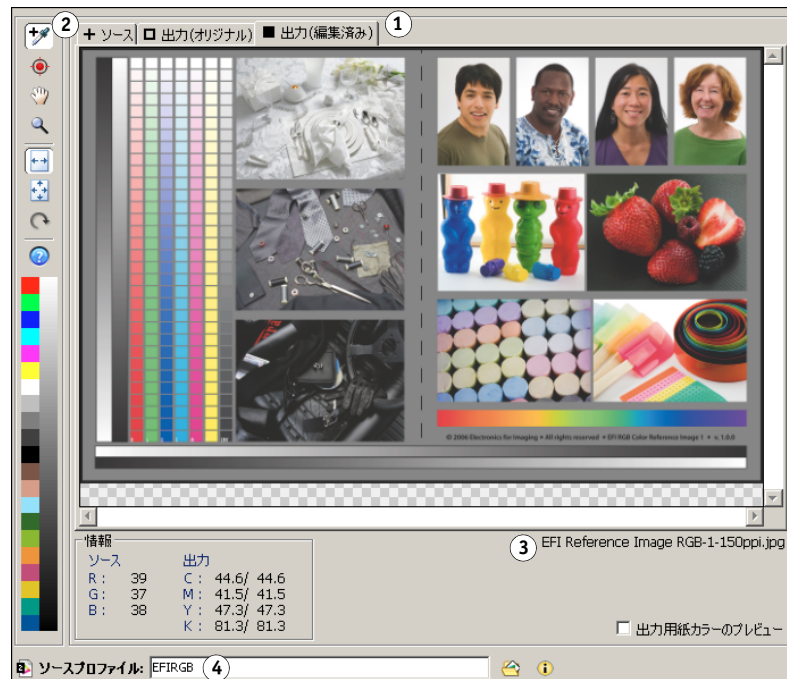 ②
+ ソース
出力(オリジナル)
出力(編集済み)
①
© 2006 Electronics for Imaging • All rights reserved • EFI RGB Color Reference Image 1 • v. 1.0.0
情報
ソース 出力
R: 39 C: 44.6/ 44.6
G: 37 M: 41.5/ 41.5
B: 38 Y: 47.3/ 47.3
K: 81.3/ 81.3
③ EFI Reference Image RGB-1-150ppi.jpg
出力用紙カラーのプレビュー
ソースプロファイル: EFIRGB ④